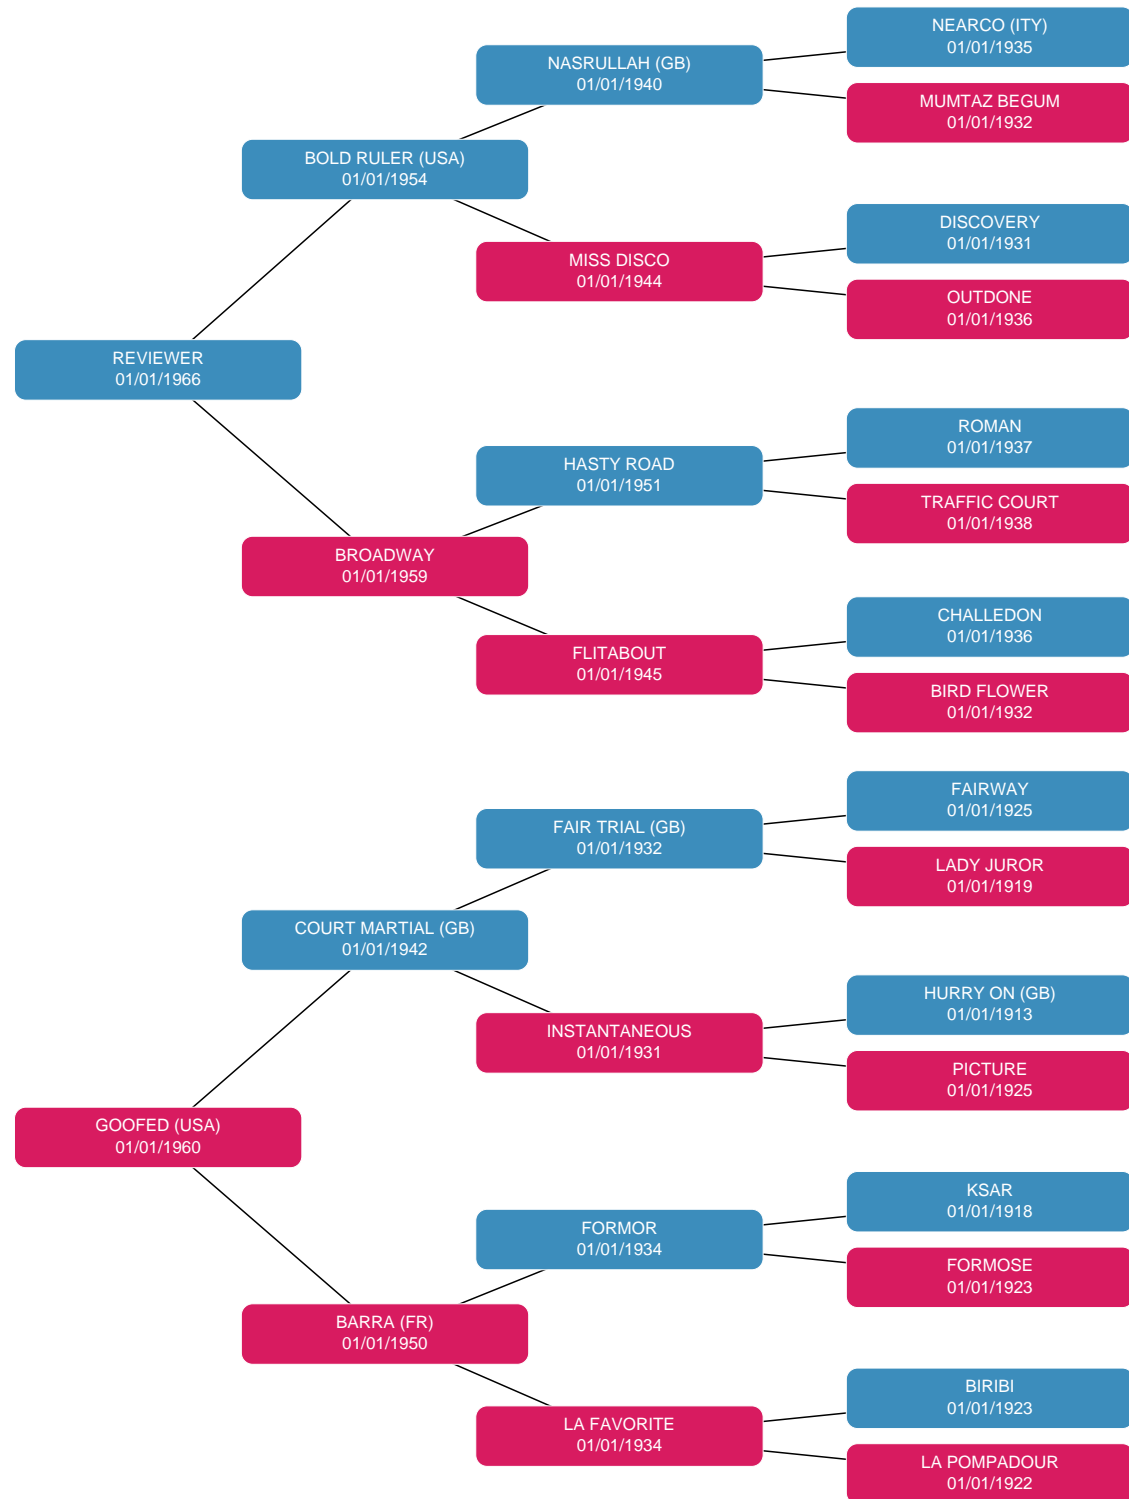 NEARCO (ITY)
01/01/1935
NASRULLAH (GB)
01/01/1940
MUMTAZ BEGUM
01/01/1932
BOLD RULER (USA)
01/01/1954
DISCOVERY
01/01/1931
MISS DISCO
01/01/1944
OUTDONE
01/01/1936
REVIEWER
01/01/1966
ROMAN
01/01/1937
HASTY ROAD
01/01/1951
TRAFFIC COURT
01/01/1938
BROADWAY
01/01/1959
CHALLEDON
01/01/1936
FLITABOUT
01/01/1945
BIRD FLOWER
01/01/1932
FAIRWAY
01/01/1925
FAIR TRIAL (GB)
01/01/1932
LADY JUROR
01/01/1919
COURT MARTIAL (GB)
01/01/1942
HURRY ON (GB)
01/01/1913
INSTANTANEOUS
01/01/1931
PICTURE
01/01/1925
GOOFED (USA)
01/01/1960
KSAR
01/01/1918
FORMOR
01/01/1934
FORMOSE
01/01/1923
BARRA (FR)
01/01/1950
BIRIBI
01/01/1923
LA FAVORITE
01/01/1934
LA POMPADOUR
01/01/1922